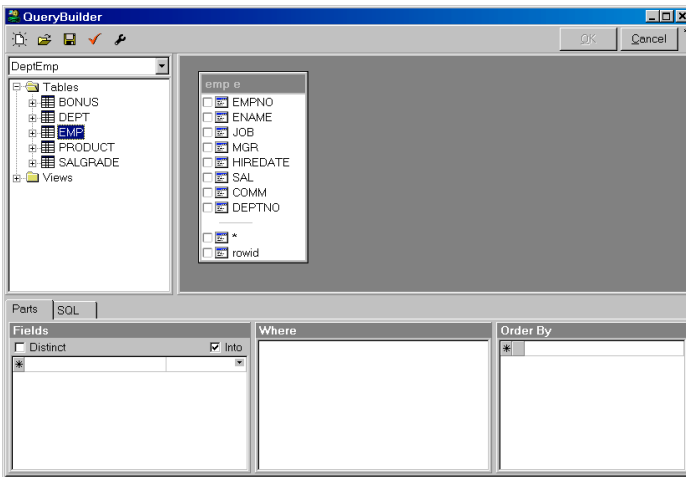 QueryBuilder
OK
Cancel
DeptEmp
Tables
BONUS
DEPT
EMP
PRODUCT
SALGRADE
Views
emp e
EMPNO
ENAME
JOB
MGR
HIREDATE
SAL
COMM
DEPTNO
*
rowid
Parts
SQL
Fields
Where
Order By
Distinct
Into